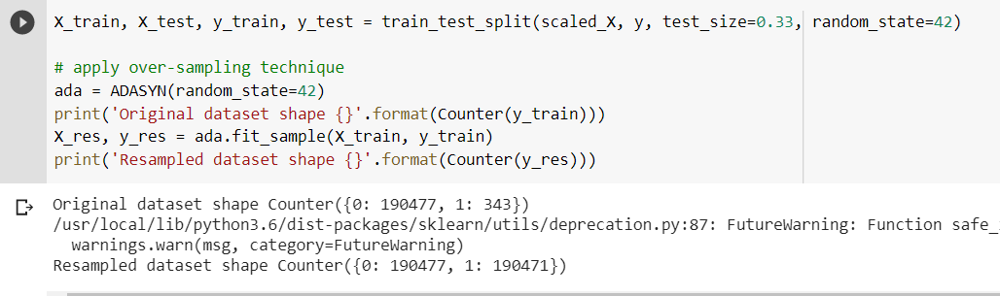 X_train, X_test, y_train, y_test = train_test_split(scaled_X, y, test_size=0.33, random_state=42)
# apply over-sampling technique
ada = ADASYN(random_state=42)
print('Original dataset shape {}'.format(Counter(y_train)))
X_res, y_res = ada.fit_sample(X_train, y_train)
print('Resampled dataset shape {}'.format(Counter(y_res)))
Original dataset shape Counter({0: 190477, 1: 343})
/usr/local/lib/python3.6/dist-packages/sklearn/utils/deprecation.py:87: FutureWarning: Function safe_
  warnings.warn(msg, category=FutureWarning)
Resampled dataset shape Counter({0: 190477, 1: 190471})